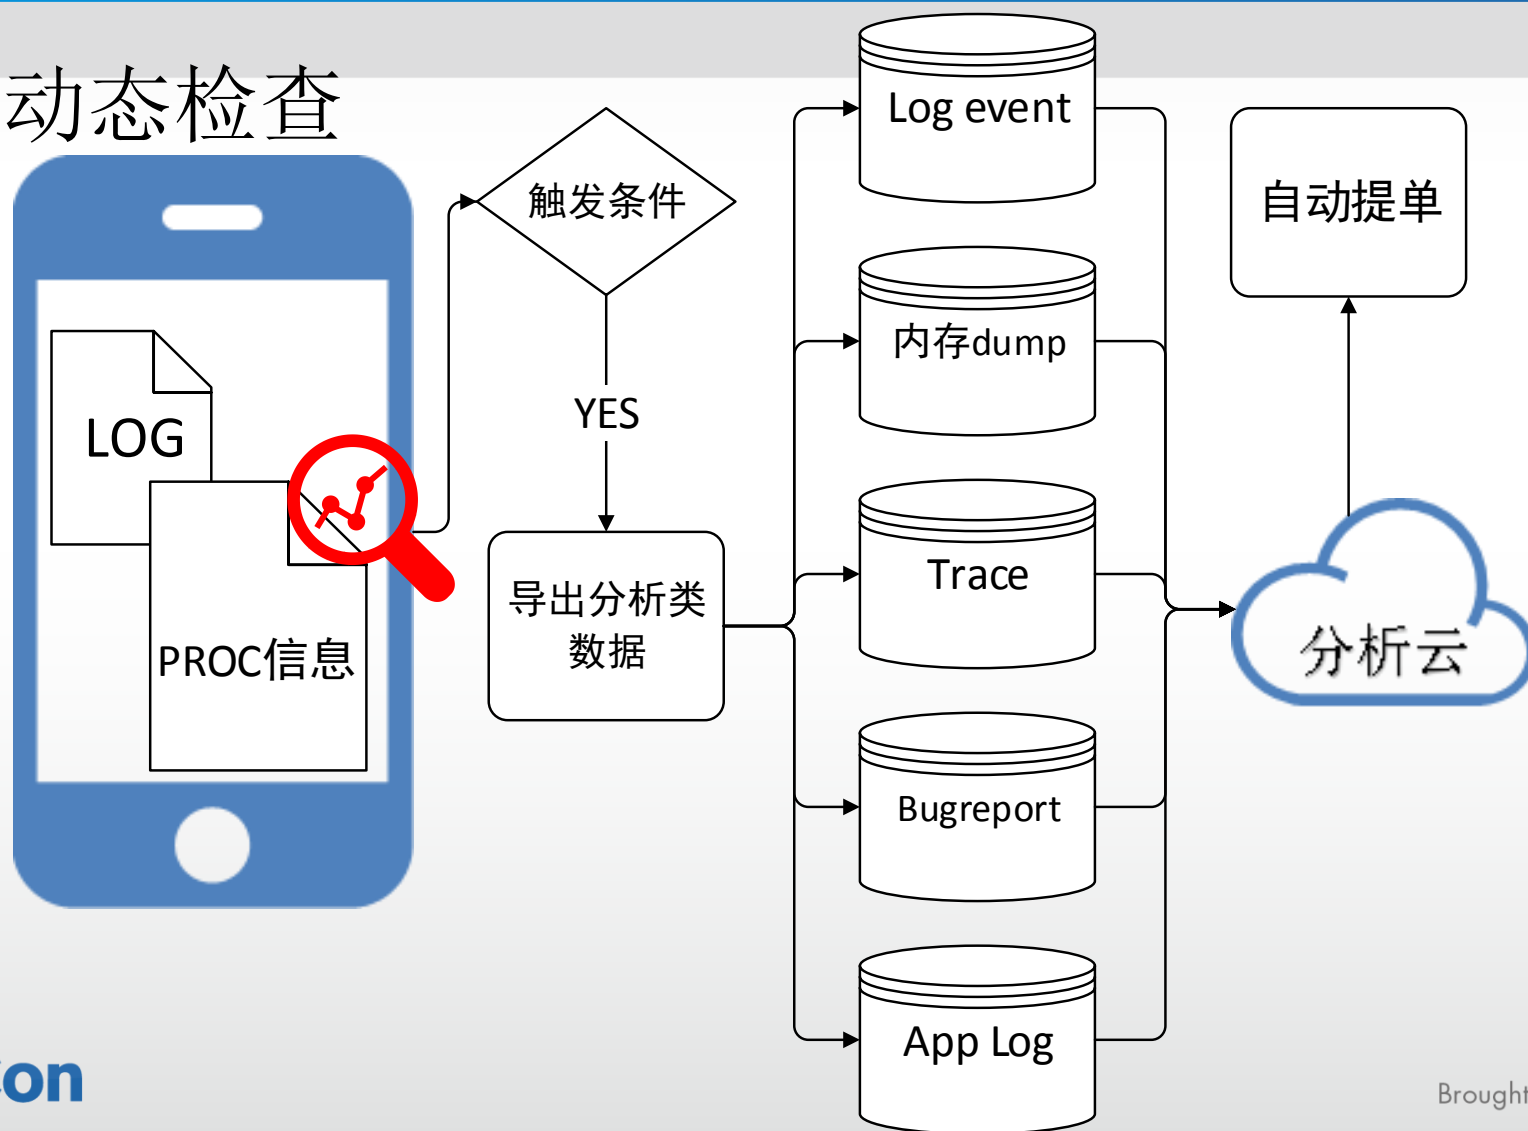 动态检查
LOG
PROC信息
触发条件
YES
导出分析类
数据
Log event
内存dump
Trace
Bugreport
App Log
自动提单
分析云
on
Brought